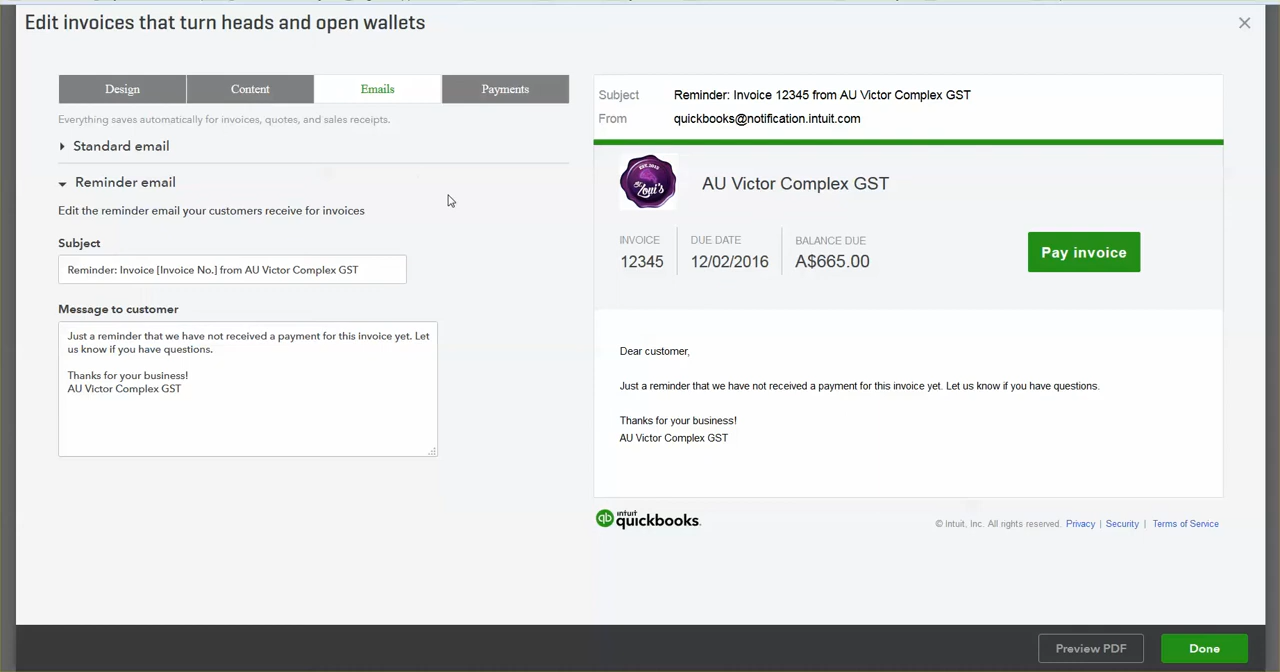 Edit invoices that turn heads and open wallets
Design
Content
Emails
Payments
Everything saves automatically for invoices, quotes, and sales receipts.
Standard email
Reminder email
Edit the reminder email your customers receive for invoices
Subject
Reminder: Invoice [Invoice No.] from AU Victor Complex GST
Message to customer
Just a reminder that we have not received a payment for this invoice yet. Let
us know if you have questions.
Thanks for your business!
AU Victor Complex GST
Subject
Reminder: Invoice 12345 from AU Victor Complex GST
From
quickbooks@notification.intuit.com
AU Victor Complex GST
INVOICE
12345
DUE DATE
12/02/2016
BALANCE DUE
A$665.00
Pay invoice
Dear customer,
Just a reminder that we have not received a payment for this invoice yet. Let us know if you have questions.
Thanks for your business!
AU Victor Complex GST
intuit
quickbooks.
© Intuit, Inc. All rights reserved. Privacy | Security | Terms of Service
Preview PDF
Done